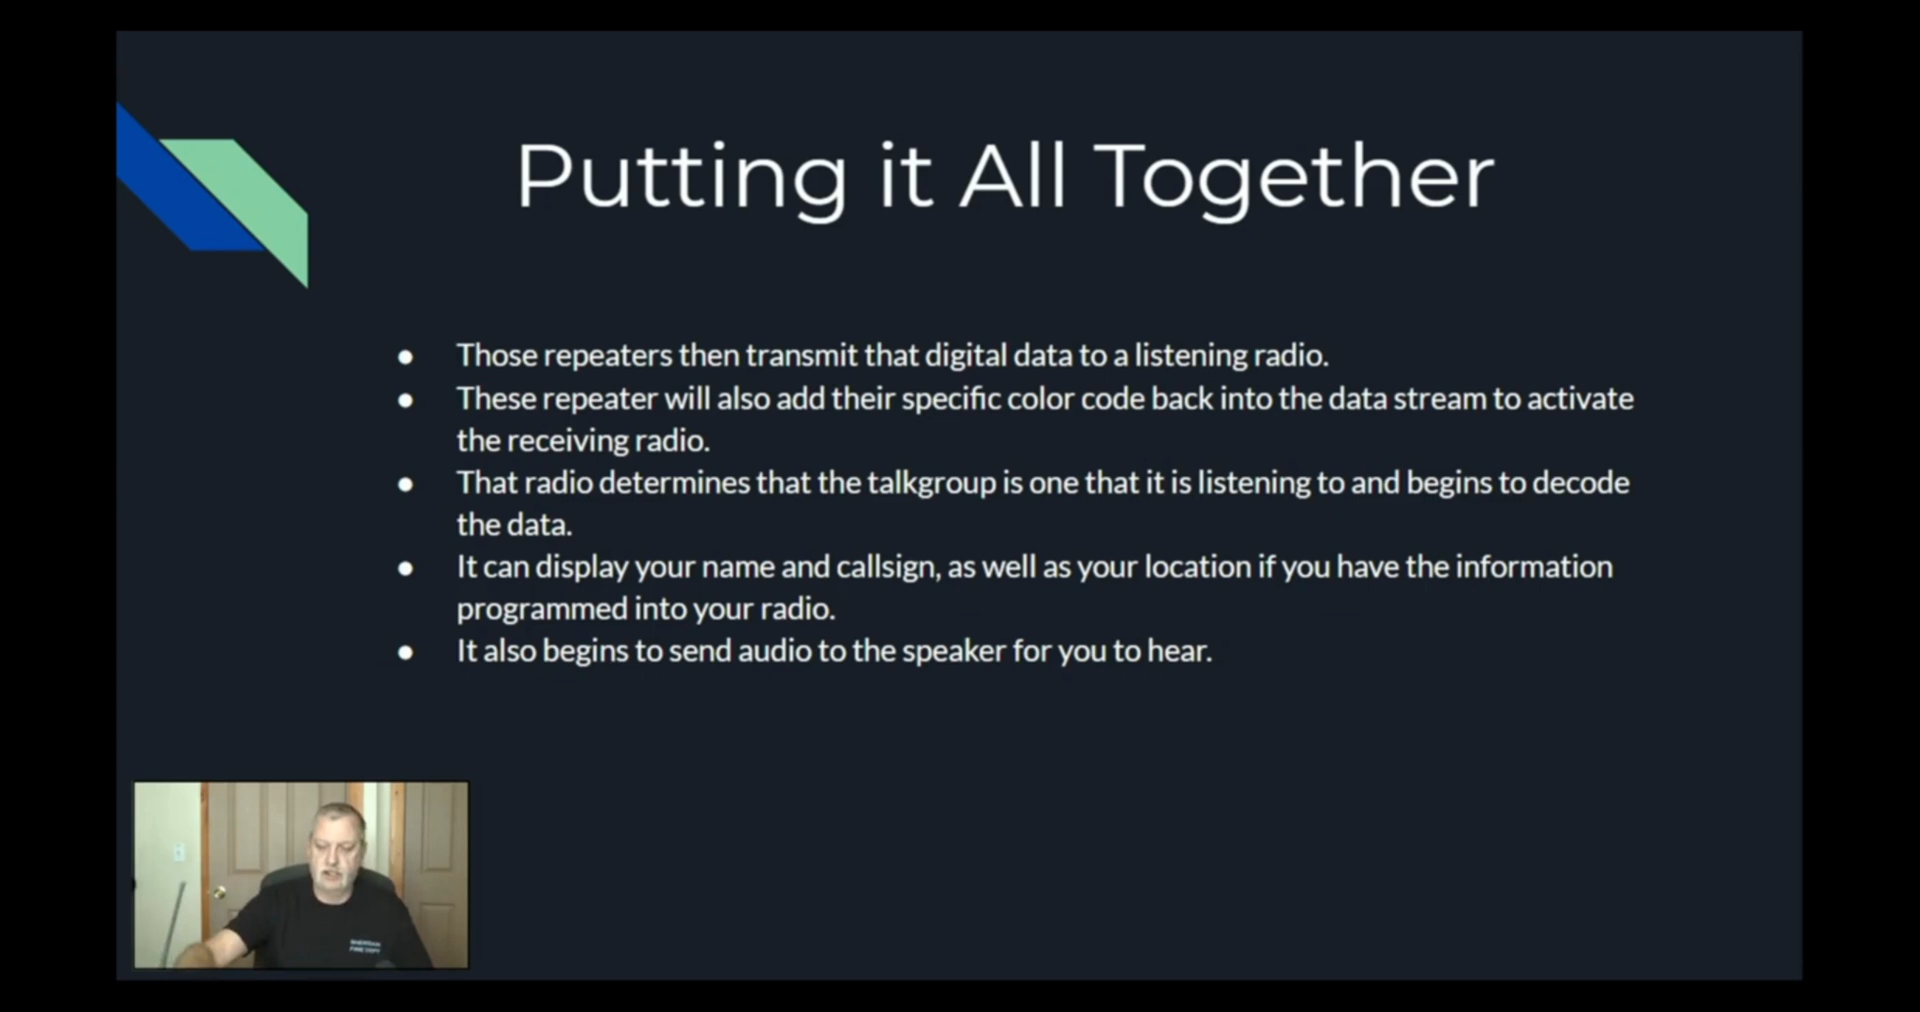 Putting it All Together
● Those repeaters then transmit that digital data to a listening radio.
● These repeater will also add their specific color code back into the data stream to activate
the receiving radio.
● That radio determines that the talkgroup is one that it is listening to and begins to decode
the data.
● It can display your name and callsign, as well as your location if you have the information
programmed into your radio.
● It also begins to send audio to the speaker for you to hear.
FIRE DEPT